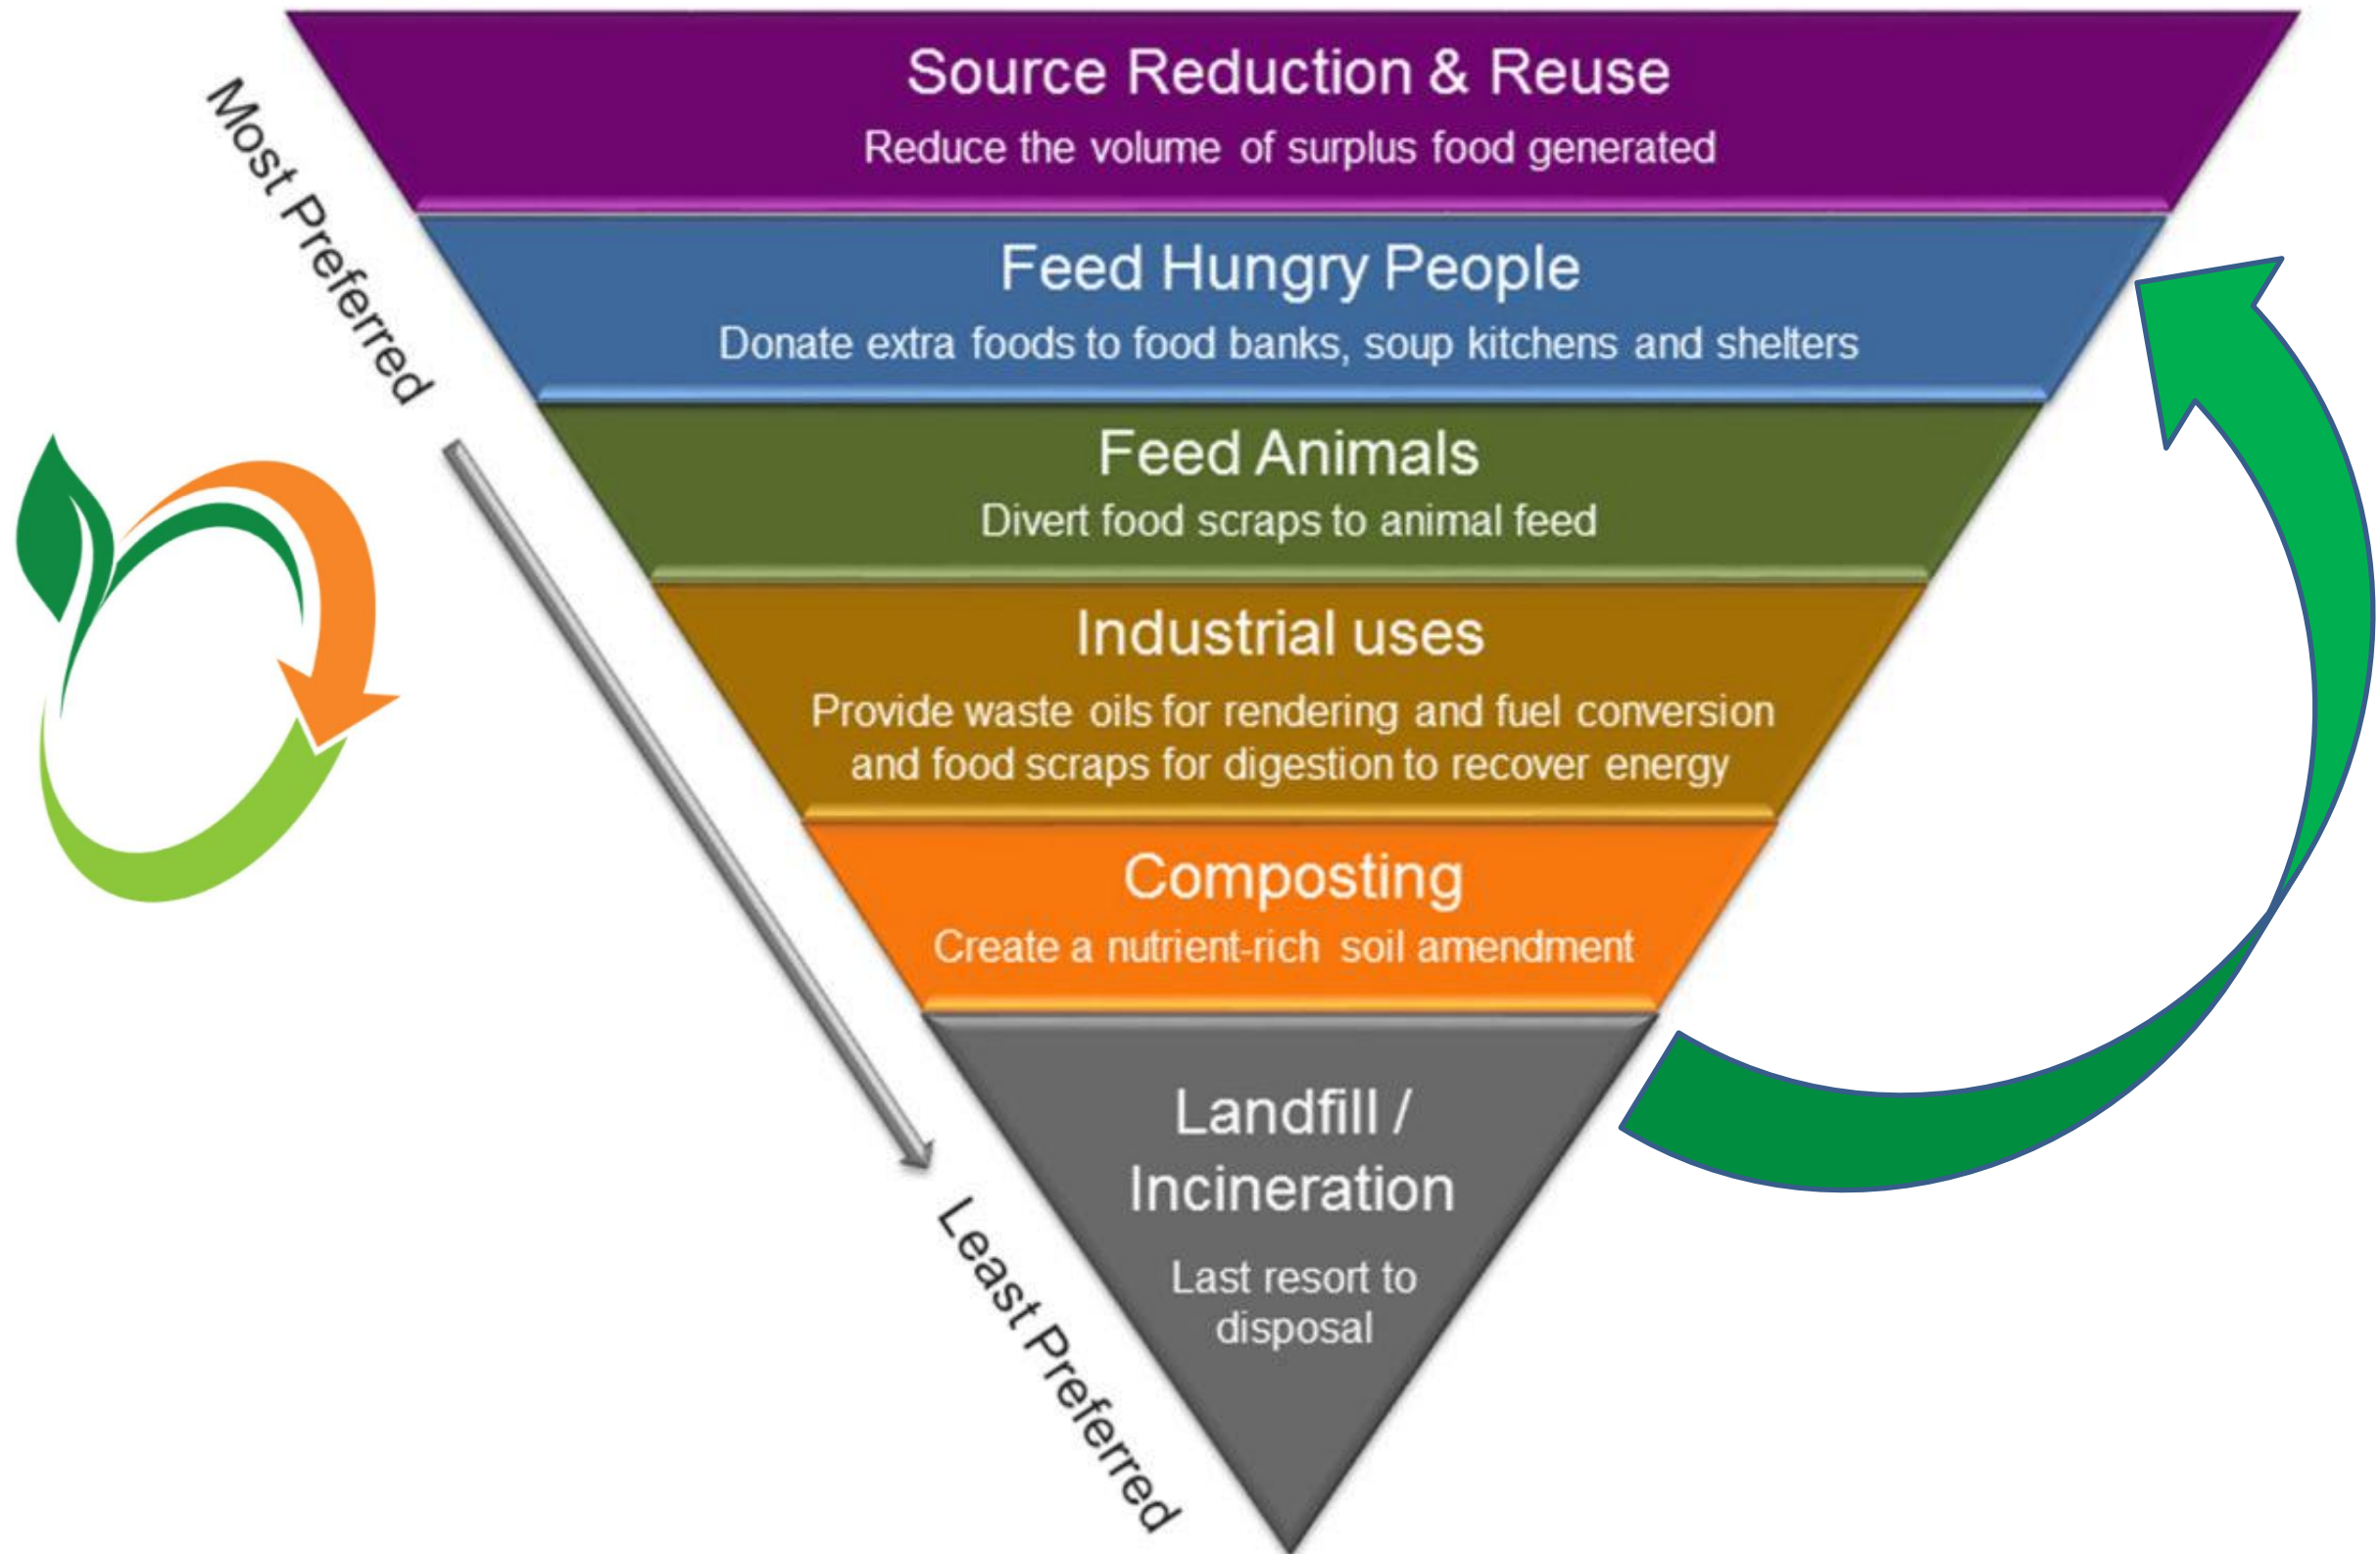 Most Preferred
Source Reduction & Reuse
Reduce the volume of surplus food generated
Feed Hungry People
Donate extra foods to food banks, soup kitchens and shelters
Feed Animals
Divert food scraps to animal feed
Industrial uses
Provide waste oils for rendering and fuel conversion
and food scraps for digestion to recover energy
Composting
Create a nutrient-rich soil amendment
Landfill /
Incineration
Last resort to
disposal
Least Preferred